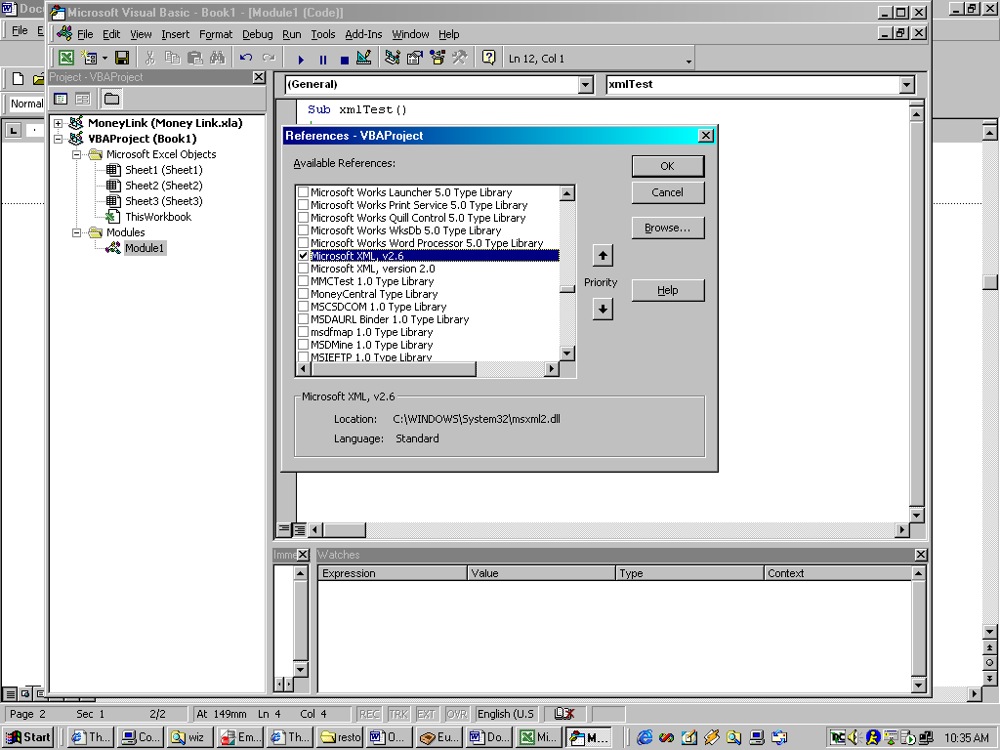 Doc
Microsoft Visual Basic - Book1 - [Module1 (Code)]
File E
File Edit View Insert Format Debug Run Tools Add-Ins Window Help
Ln 12, Col 1
Project - VBAProject
Normal
(General)
xmlTest
L
Sub xmlTest()
MoneyLink (Money Link.xla)
VBAProject (Book1)
Microsoft Excel Objects
Sheet1 (Sheet1)
Sheet2 (Sheet2)
Sheet3 (Sheet3)
ThisWorkbook
Modules
Module1
References - VBAProject
Available References:
Microsoft Works Launcher 5.0 Type Library
Microsoft Works Print Service 5.0 Type Library
Microsoft Works Quill Control 5.0 Type Library
Microsoft Works WksDb 5.0 Type Library
Microsoft Works Word Processor 5.0 Type Library
Microsoft XML, v2.6
Microsoft XML, version 2.0
MMCTest 1.0 Type Library
MoneyCentral Type Library
MSCSDCOM 1.0 Type Library
MSDAURL Binder 1.0 Type Library
msdfmap 1.0 Type Library
MSDMine 1.0 Type Library
MSIEFTP 1.0 Type Library
OK
Cancel
Browse...
Priority
Help
Microsoft XML, v2.6
Location: C:\WINDOWS\System32\msxml2.dll
Language: Standard
Imme
Watches
Expression Value Type Context
Page 2 Sec 1 2/2 At 149mm Ln 4 Col 4 REC TRK EXT OVR English (U.S
Start Th... Co... wiz Em... Th... resto O... Eu... Do... Mi... M... 10:35 AM